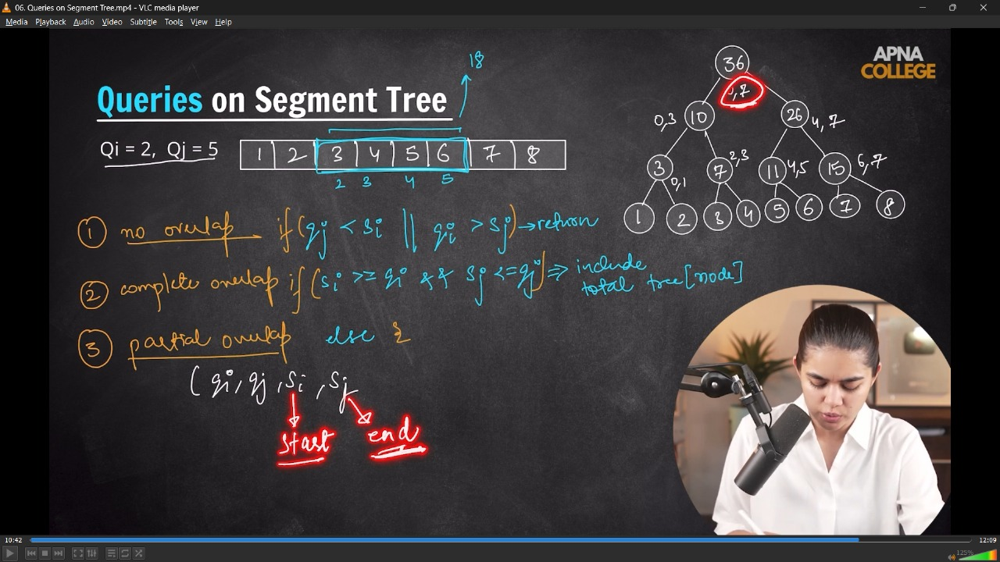 06. Queries on Segment Tree.mp4 - VLC media player
Media Playback Audio Video Subtitle Tools View Help
18
APNA
COLLEGE
Queries on Segment Tree
Qi = 2, Qj = 5
1 2 3 4 5 6 7 8
2 3 4 5
36
,7
0,3 10 26 4,7
3 0,1 7 2,3 11 4,5 15 6,7
1 2 3 4 5 6 7 8
① no overlap if(qj < si || qi > sj) → return
② complete overlap if (si >= qi && sj <= qj) ⇒ include
total tree[node]
③ partial overlap else {
( qi, qj, si, sj
start end
10:42 12:09
125%